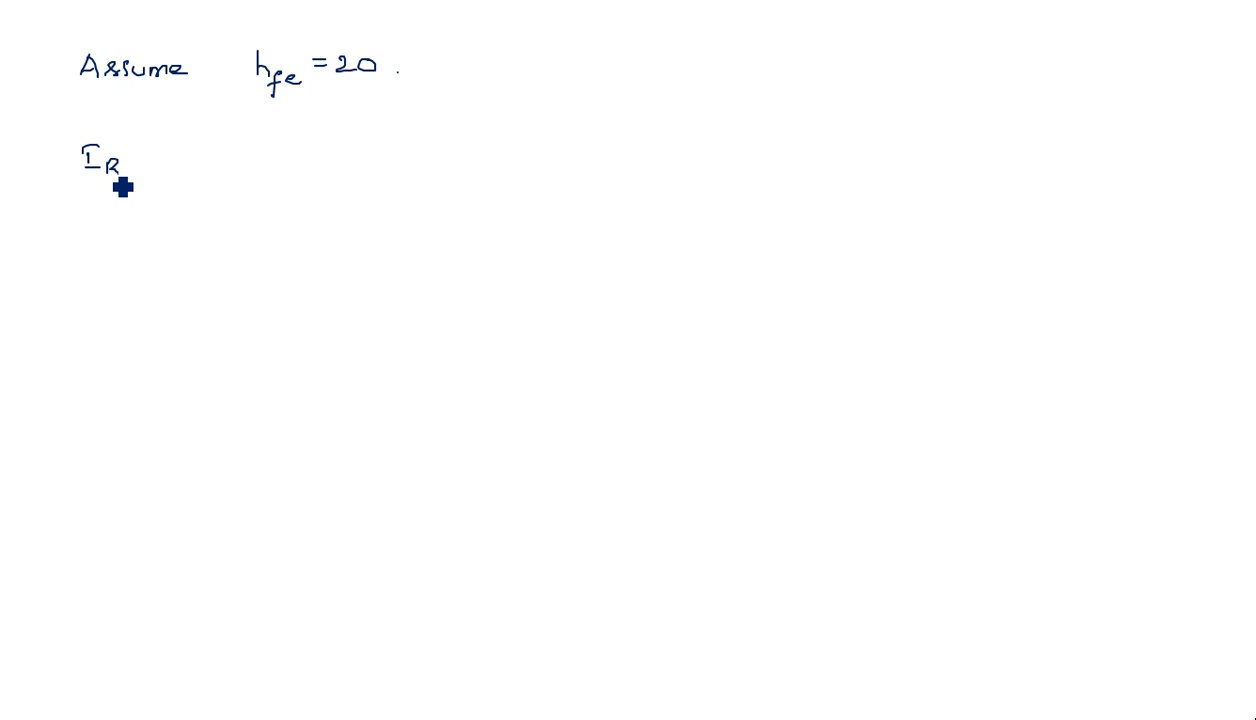 Assume h_fe = 20 .
I_R